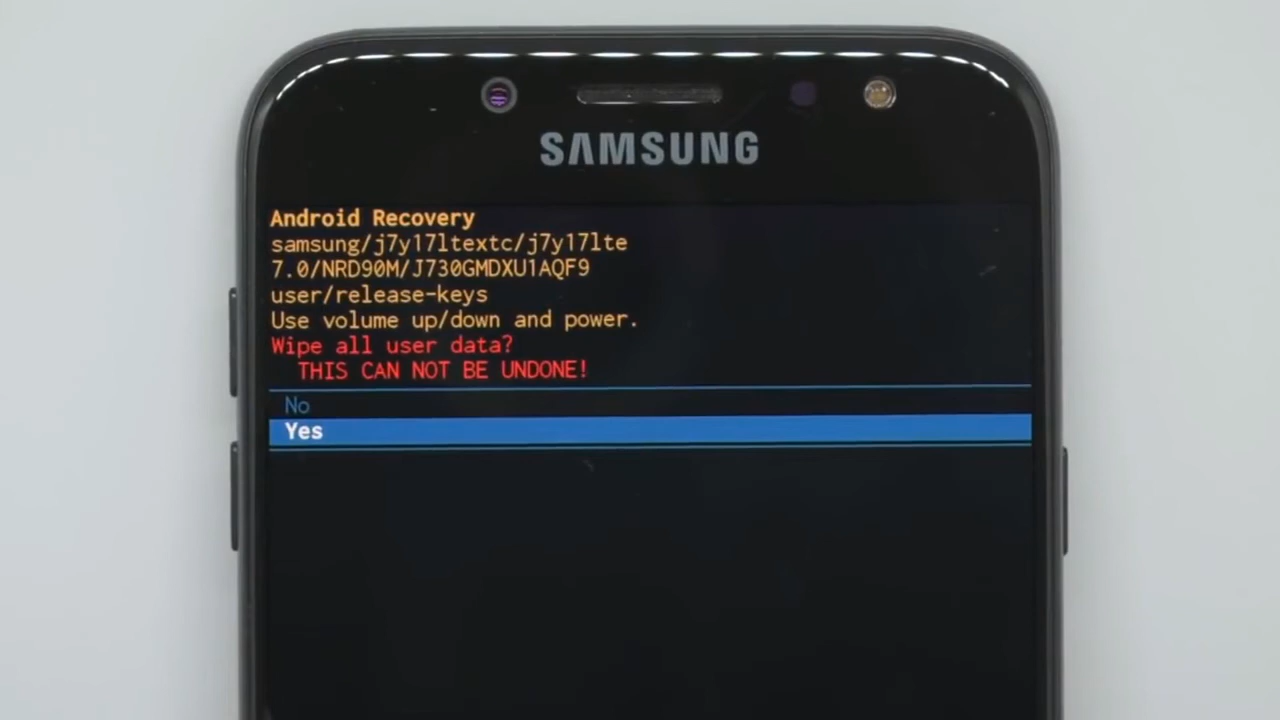 SAMSUNG
Android Recovery
samsung/j7y17ltextc/j7y17lte
7.0/NRD90M/J730GMDXU1AQF9
user/release-keys
Use volume up/down and power.
Wipe all user data?
THIS CAN NOT BE UNDONE!
No
Yes